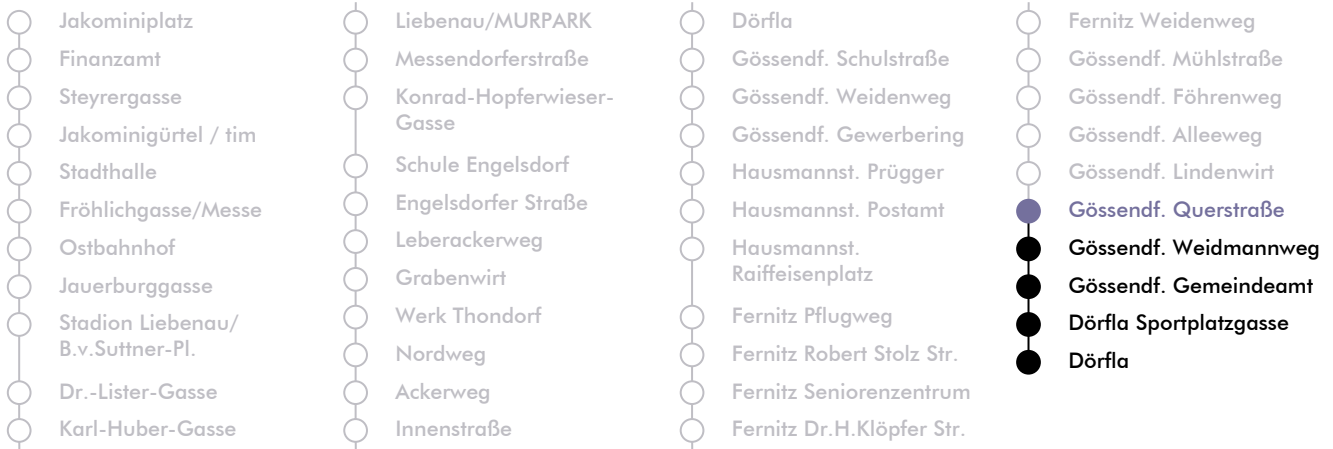 Jakominiplatz
Finanzamt
Steyrergasse
Jakominigürtel / tim
Stadthalle
Fröhlichgasse/Messe
Ostbahnhof
Jauerburggasse
Stadion Liebenau/
B.v.Suttner-Pl.
Dr.-Lister-Gasse
Karl-Huber-Gasse
Liebenau/MURPARK
Messendorferstraße
Konrad-Hopferwieser-
Gasse
Schule Engelsdorf
Engelsdorfer Straße
Leberackerweg
Grabenwirt
Werk Thondorf
Nordweg
Ackerweg
Innenstraße
Dörfla
Gössendf. Schulstraße
Gössendf. Weidenweg
Gössendf. Gewerbering
Hausmannst. Prügger
Hausmannst. Postamt
Hausmannst.
Raiffeisenplatz
Fernitz Pflugweg
Fernitz Robert Stolz Str.
Fernitz Seniorenzentrum
Fernitz Dr.H.Klöpfer Str.
Fernitz Weidenweg
Gössendf. Mühlstraße
Gössendf. Föhrenweg
Gössendf. Alleeweg
Gössendf. Lindenwirt
Gössendf. Querstraße
Gössendf. Weidmannweg
Gössendf. Gemeindeamt
Dörfla Sportplatzgasse
Dörfla